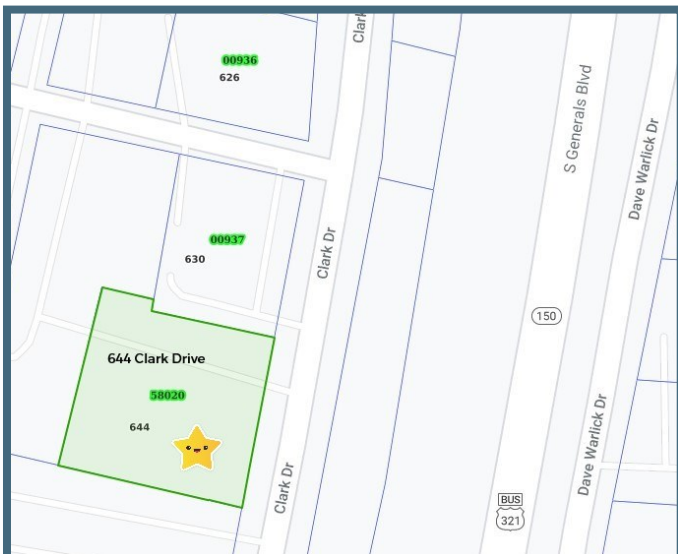 Clark
00936
626
S Generals Blvd
Dave Warlick Dr
00937
630
Clark Dr
150
644 Clark Drive
58020
644
Dave Warlick Dr
Clark Dr
BUS
321